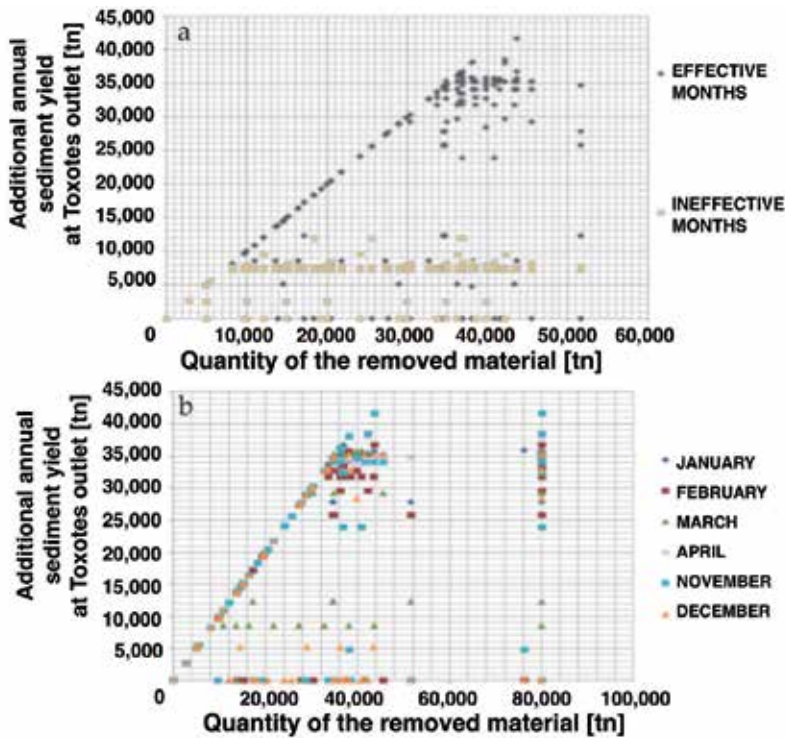 a
Additional annual
sediment yield
at Toxotes outlet [tn]
45,000
40,000
35,000
30,000
25,000
20,000
15,000
10,000
5,000
0
10,000
20,000
30,000
40,000
50,000
60,000
Quantity of the removed material [tn]
EFFECTIVE
MONTHS
INEFFECTIVE
MONTHS
b
Additional annual
sediment yield
at Toxotes outlet [tn]
45,000
40,000
35,000
30,000
25,000
20,000
15,000
10,000
5,000
0
20,000
40,000
60,000
80,000
100,000
Quantity of the removed material [tn]
JANUARY
FEBRUARY
MARCH
APRIL
NOVEMBER
DECEMBER